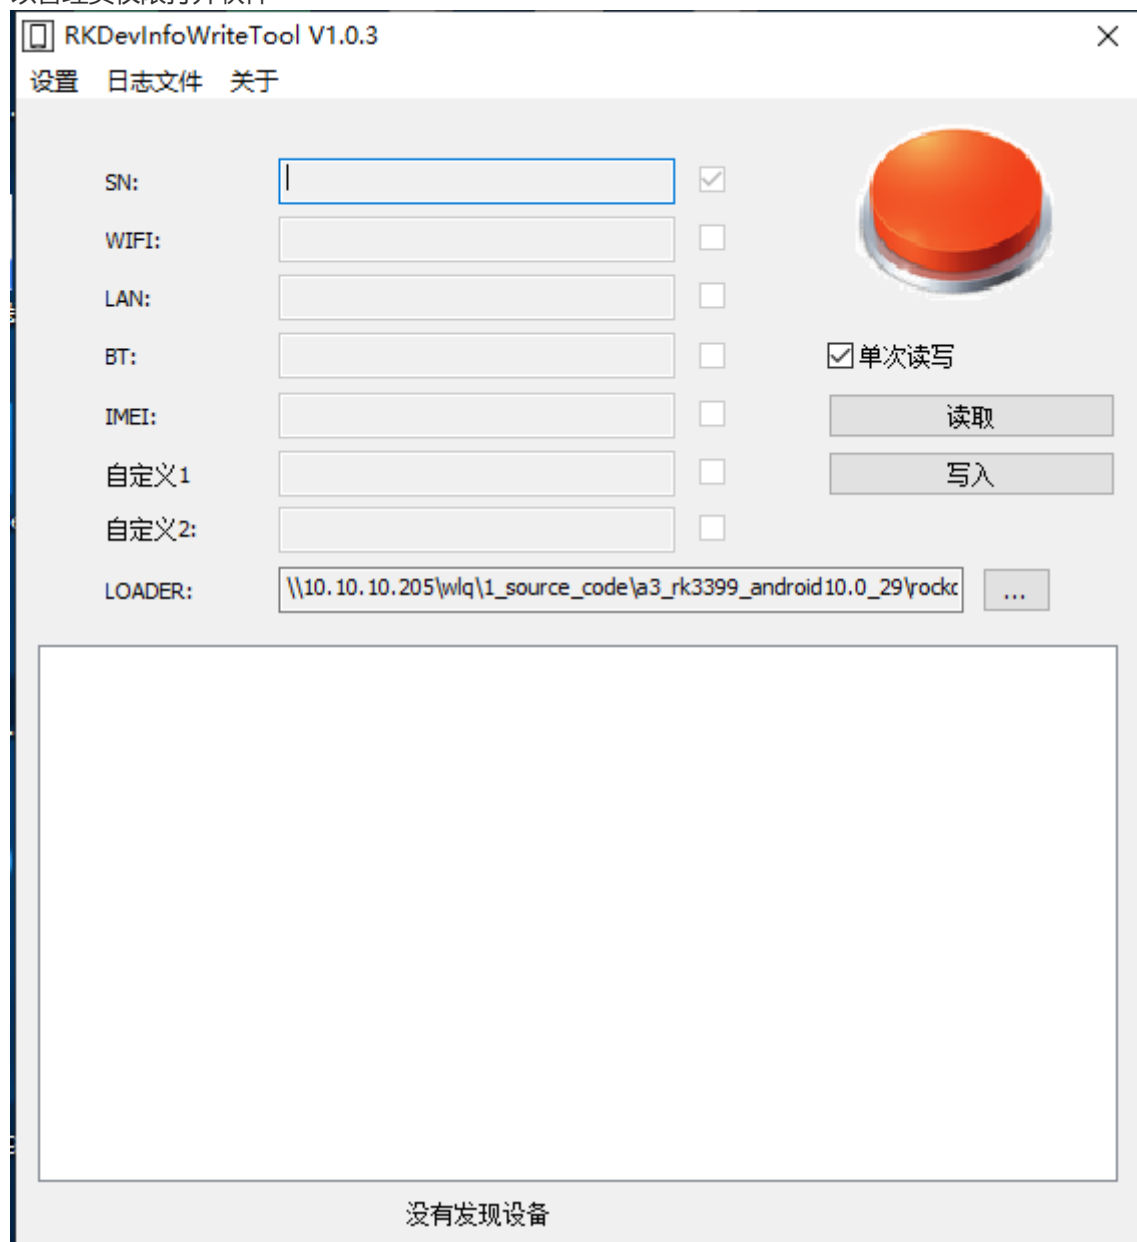 RKDevInfoWriteTool V1.0.3
设置 日志文件 关于
SN:
WIFI:
LAN:
BT:
单次读写
IMEI:
读取
自定义1
写入
自定义2:
LOADER:
\\10.10.10.205\wlq\1_source_code\a3_rk3399_android10.0_29\rockc
...
没有发现设备